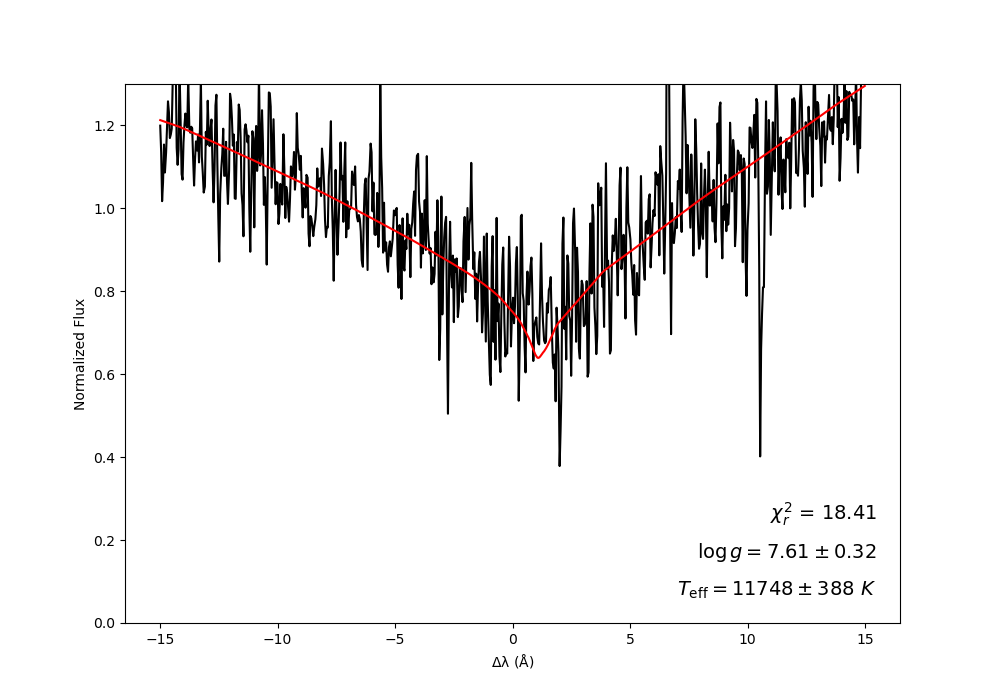 1.2
1.0
0.8
0.6
0.4
0.2
0.0
Normalized Flux
χ²ᵣ = 18.41
log g = 7.61 ± 0.32
T_eff = 11748 ± 388 K
−15 −10 −5 0 5 10 15
Δλ (Å)